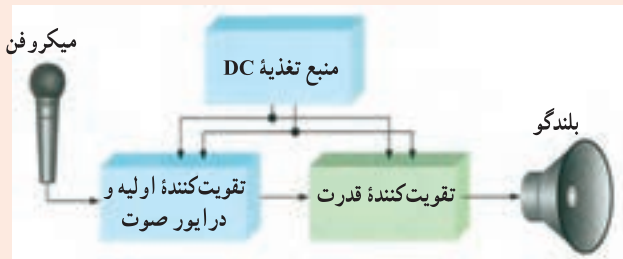 میکروفن
منبع تغذیهٔ DC
بلندگو
تقویت‌کنندهٔ اولیه و
درایور صوت
تقویت‌کنندهٔ قدرت